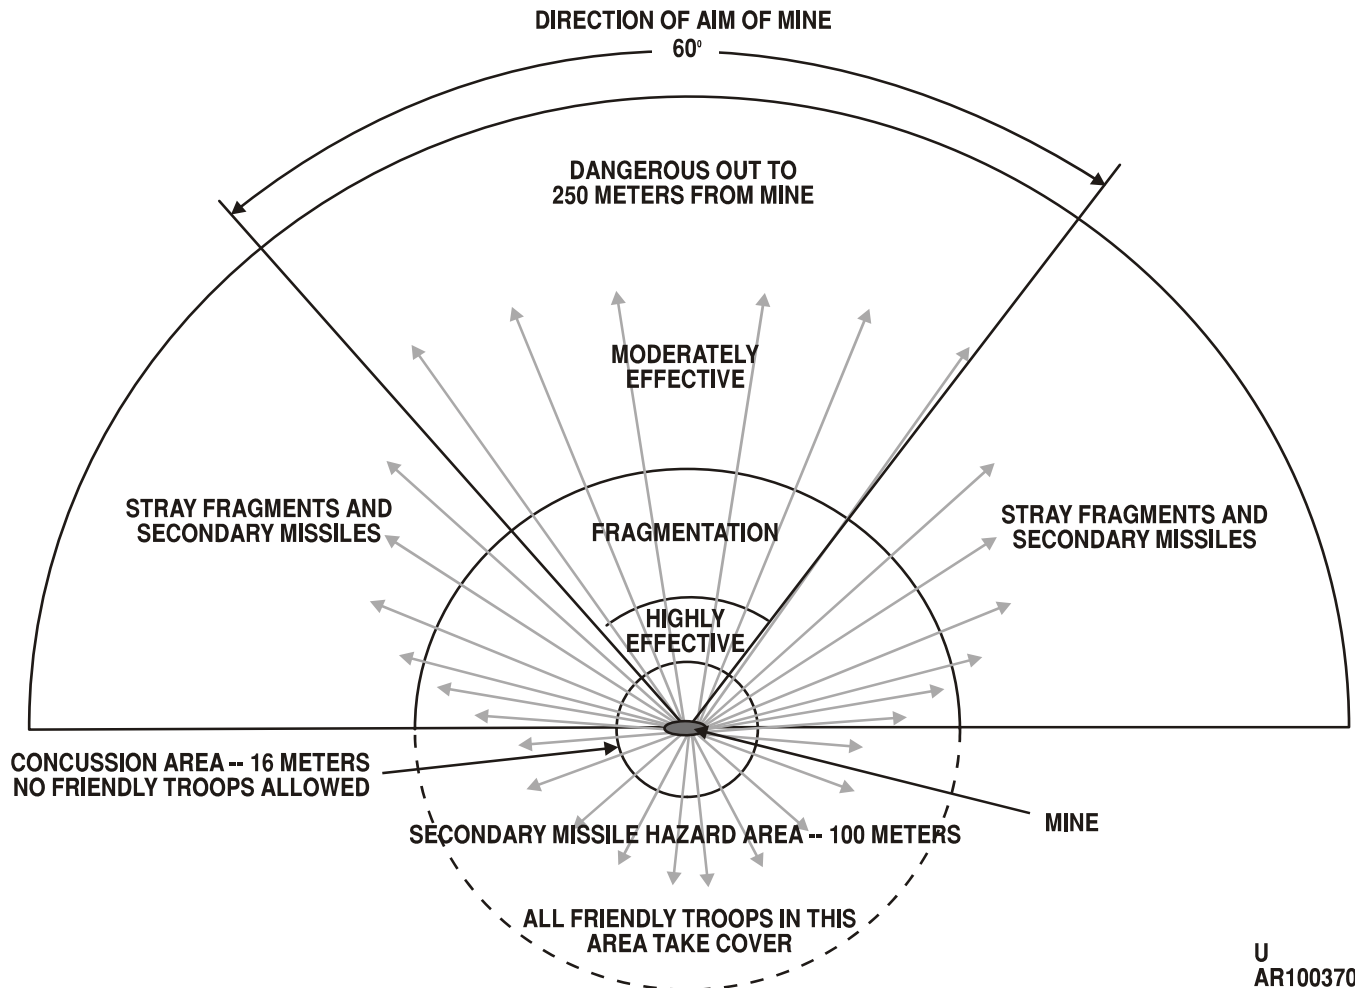 DIRECTION OF AIM OF MINE
60°
DANGEROUS OUT TO
250 METERS FROM MINE
MODERATELY
EFFECTIVE
STRAY FRAGMENTS AND
SECONDARY MISSILES
FRAGMENTATION
STRAY FRAGMENTS AND
SECONDARY MISSILES
HIGHLY
EFFECTIVE
CONCUSSION AREA -- 16 METERS
NO FRIENDLY TROOPS ALLOWED
MINE
SECONDARY MISSILE HAZARD AREA -- 100 METERS
ALL FRIENDLY TROOPS IN THIS
AREA TAKE COVER
U
AR100370